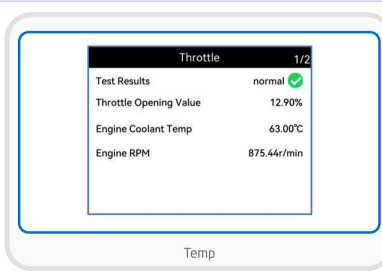 Throttle 1/2
Test Results normal
Throttle Opening Value 12.90%
Engine Coolant Temp 63.00℃
Engine RPM 875.44r/min
Temp